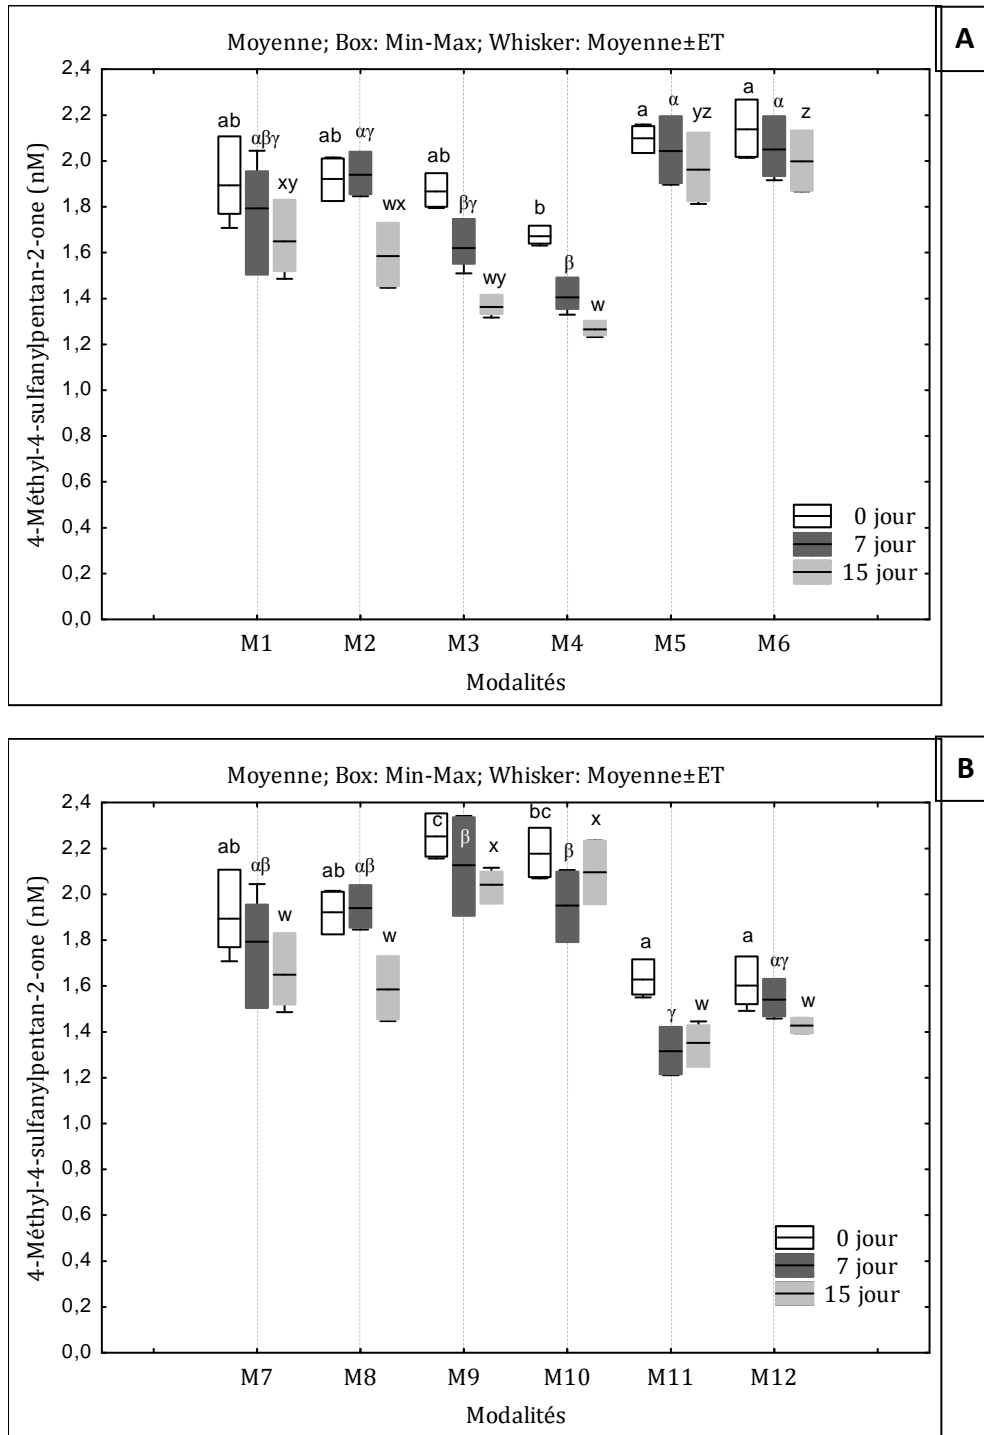 A
Moyenne; Box: Min-Max; Whisker: Moyenne±ET
4-Méthyl-4-sulfanylpentan-2-one (nM)
2,4
2,2
2,0
1,8
1,6
1,4
1,2
1,0
0,8
0,6
0,4
0,2
0,0
ab
αβγ
xy
ab
αγ
wx
ab
βγ
wy
b
β
w
a
α
yz
a
α
z
0 jour
7 jour
15 jour
M1 M2 M3 M4 M5 M6
Modalités
B
Moyenne; Box: Min-Max; Whisker: Moyenne±ET
4-Méthyl-4-sulfanylpentan-2-one (nM)
2,4
2,2
2,0
1,8
1,6
1,4
1,2
1,0
0,8
0,6
0,4
0,2
0,0
ab
αβ
w
ab
αβ
w
c
β
x
bc
β
x
a
γ
w
a
αγ
w
0 jour
7 jour
15 jour
M7 M8 M9 M10 M11 M12
Modalités